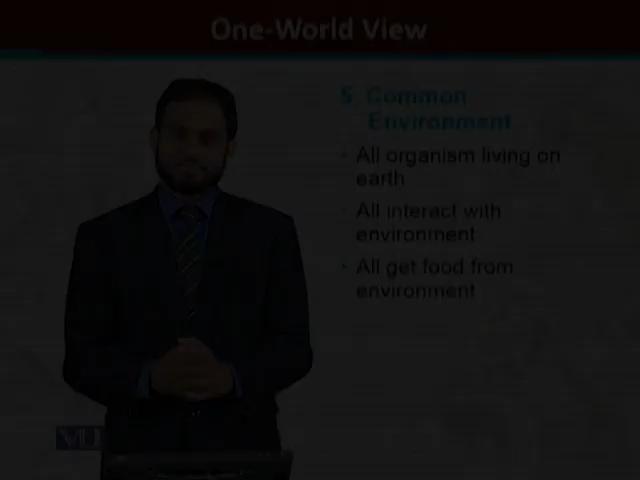 One-World View
5. Common
Environment
• All organism living on
earth
• All interact with
environment
• All get food from
environment
VU